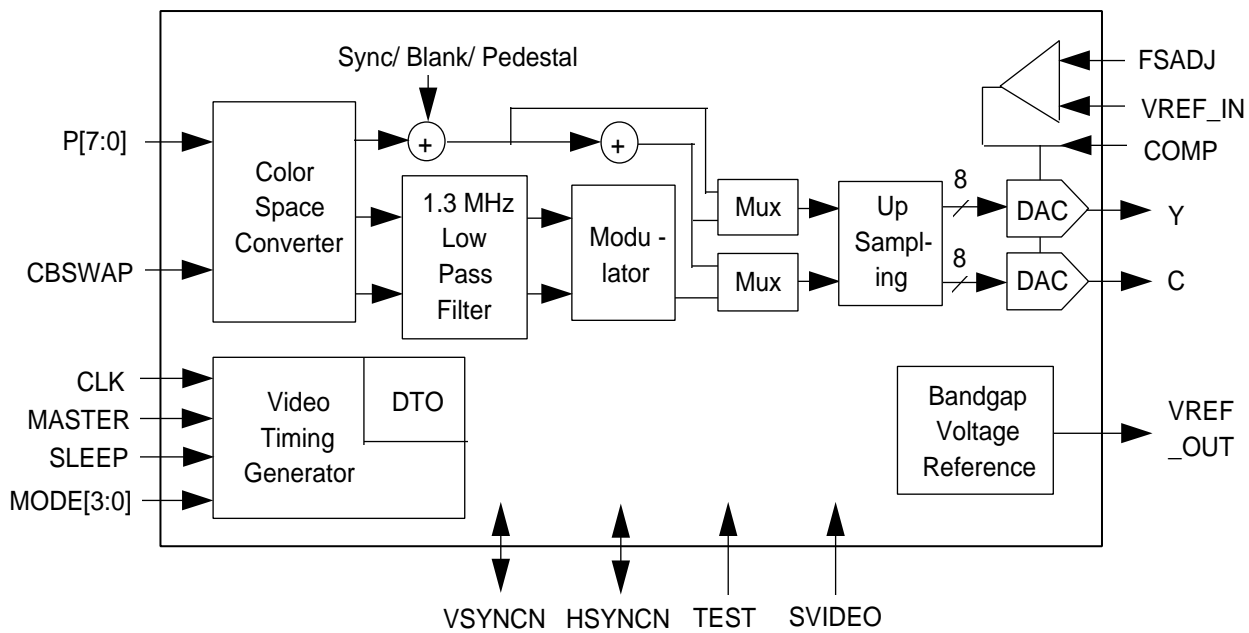 Sync/ Blank/ Pedestal
FSADJ
VREF_IN
COMP
P[7:0]
CBSWAP
Color
Space
Converter
+
+
1.3 MHz
Low
Pass
Filter
Modu -
lator
Mux
Mux
Up
Sampl-
ing
8
8
DAC
DAC
Y
C
CLK
MASTER
SLEEP
MODE[3:0]
Video
Timing
Generator
DTO
Bandgap
Voltage
Reference
VREF
_OUT
VSYNCN
HSYNCN
TEST
SVIDEO